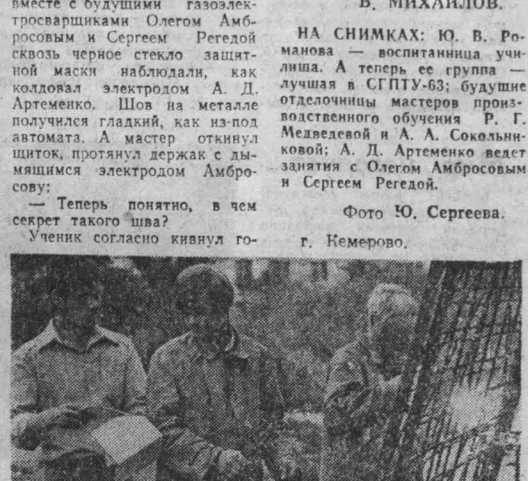 вместе с будущими газоэлек-
тросварщиками Олегом Амб-
росовым и Сергеем Регедой
сквозь черное стекло защит-
ной маски наблюдали, как
колдовал электродом А. Д.
Артеменко. Шов на металле
получился гладкий, как из-под
автомата. А мастер откинул
щиток, протянул держак с ды-
мящимся электродом Амбро-
сову:
— Теперь понятно, в чем
секрет такого шва?
Ученик согласно кивнул го-
В. МИХАЙЛОВ.
НА СНИМКАХ: Ю. В. Ро-
манова — воспитанница учи-
лища. А теперь ее группа —
лучшая в СГПТУ-63; будущие
отделочницы мастеров произ-
водственного обучения Р. Г.
Медведевой и А. А. Сокольни-
ковой; А. Д. Артеменко ведет
занятия с Олегом Амбросовым
и Сергеем Регедой.
Фото Ю. Сергеева.
г. Кемерово.